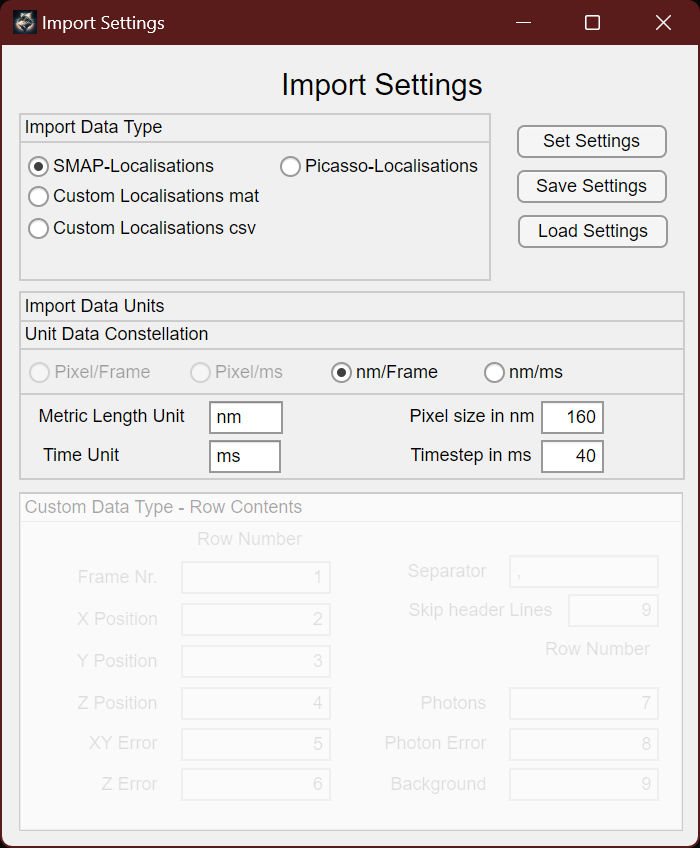 Import Settings
Import Settings
Import Data Type
SMAP-Localisations
Picasso-Localisations
Custom Localisations mat
Custom Localisations csv
Set Settings
Save Settings
Load Settings
Import Data Units
Unit Data Constellation
Pixel/Frame Pixel/ms nm/Frame nm/ms
Metric Length Unit nm Pixel size in nm 160
Time Unit ms Timestep in ms 40
Custom Data Type - Row Contents
Row Number
Frame Nr. 1
X Position 2
Y Position 3
Z Position 4
XY Error 5
Z Error 6
Separator ,
Skip header Lines 9
Row Number
Photons 7
Photon Error 8
Background 9